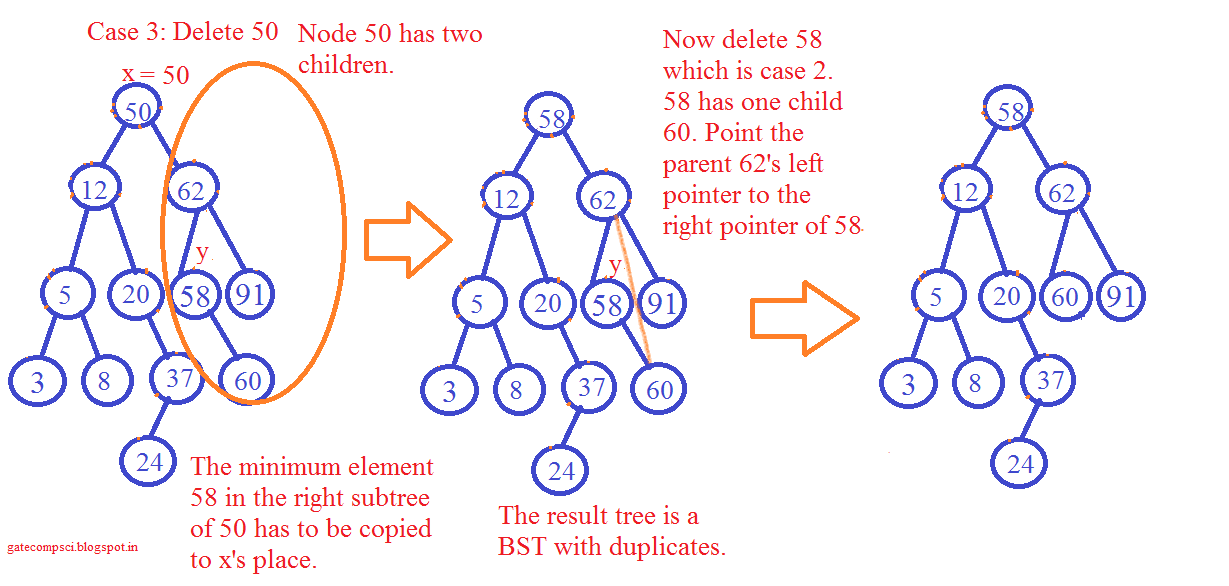 Case 3: Delete 50
Node 50 has two
children.
x = 50
50
12
62
y
5
20
58
91
3
8
37
60
24
The minimum element
58 in the right subtree
of 50 has to be copied
to x's place.
gatecompsci.blogspot.in
58
12
62
y
5
20
58
91
3
8
37
60
24
The result tree is a
BST with duplicates.
Now delete 58
which is case 2.
58 has one child
60. Point the
parent 62's left
pointer to the
right pointer of 58
58
12
62
5
20
60
91
3
8
37
24